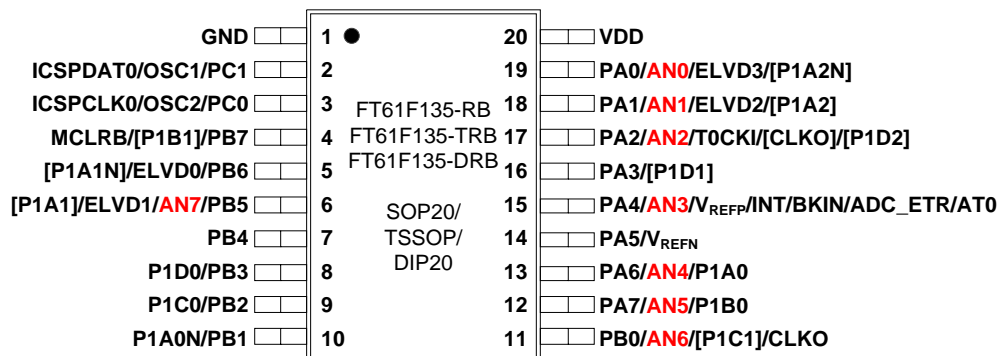 GND 1 20 VDD
ICSPDAT0/OSC1/PC1 2 19 PA0/AN0/ELVD3/[P1A2N]
ICSPCLK0/OSC2/PC0 3 18 PA1/AN1/ELVD2/[P1A2]
MCLRB/[P1B1]/PB7 4 17 PA2/AN2/T0CKI/[CLKO]/[P1D2]
[P1A1N]/ELVD0/PB6 5 16 PA3/[P1D1]
[P1A1]/ELVD1/AN7/PB5 6 15 PA4/AN3/VREFP/INT/BKIN/ADC_ETR/AT0
PB4 7 14 PA5/VREFN
P1D0/PB3 8 13 PA6/AN4/P1A0
P1C0/PB2 9 12 PA7/AN5/P1B0
P1A0N/PB1 10 11 PB0/AN6/[P1C1]/CLKO
FT61F135-RB
FT61F135-TRB
FT61F135-DRB
SOP20/
TSSOP/
DIP20